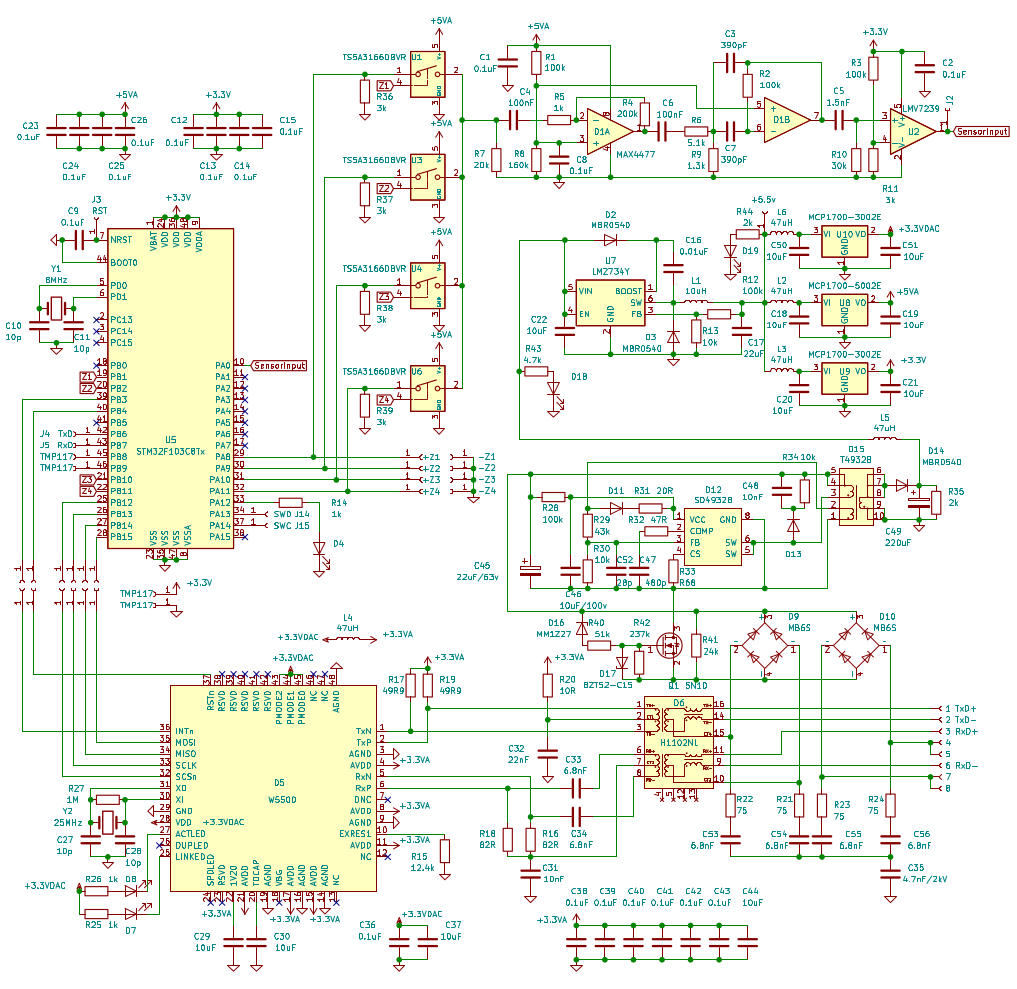 +5VA
C23
0.1uF
C24
0.1uF
C25
0.1uF
C26
0.1uF
+3.3V
C12
0.1uF
C13
0.1uF
C14
0.1uF
C15
0.1uF
+5VA
TS5A3166DBVR U1
Z1
R36
3k
+5VA
TS5A3166DBVR U3
Z2
R37
3k
+5VA
TS5A3166DBVR U4
Z3
R38
3k
+5VA
TS5A3166DBVR U6
Z4
R39
3k
+5VA
C1
0.1uF
R1
100k
C4
100nF
R5
1k
R4
200k
D1A
MAX4477
R7
20k
R8
160k
C8
0.1uF
C6
100nF
R6
5.1k
R9
1.3k
C3
390pF
R2
100k
C7
390pF
D1B
C5
1.5nF
+3.3V
R3
100k
C2
0.1uF
LMV7239
U2
J2
SensorInput
R10
30k
R11
3k
J3
RST
C9
0.1uF
+3.3V
VBAT
VDD
VDD
VDD
VDDA
NRST
BOOT0
Y1
8MHz
C10
10p
C11
10p
PD0
PD1
PC13
PC14
PC15
PB0
PB1
PB2
PB3
PB4
PB5
PB6
PB7
PB8
PB9
PB10
PB11
PB12
PB13
PB14
PB15
Z1
Z2
J4 TxD
J5 RxD
TMP117
TMP117
Z3
Z4
U5
STM32F103C8Tx
PA0
PA1
PA2
PA3
PA4
PA5
PA6
PA7
PA8
PA9
PA10
PA11
PA12
PA13
PA14
PA15
VSS
VSS
VSS
VSSA
SensorInput
R14
1k
SWD J14
SWC J15
D4
+Z1
+Z2
+Z3
+Z4
-Z1
-Z2
-Z3
-Z4
TMP117
TMP117
+3.3V
D2
MBR0540
U7
LMZ2734Y
VIN
EN
GND
BOOST
SW
FB
C22
10uF
C16
0.01uF
L1
10uH
D3
MBR0540
R13
10k
R12
100k
C17
22uF
R43
4.7k
D18
+5.5v
R44
2k
D19
L6
47uH
MCP1700-3002E
VI U10 VO
GND
C50
10uF
+3.3VDAC
C51
10uF
L2
47uH
MCP1700-5002E
VI U8 VO
GND
C18
10uF
+5VA
C19
10uF
L3
47uH
MCP1700-3002E
VI U9 VO
GND
C20
10uF
+3.3V
C21
10uF
L5
47uH
D15
T4932B
D14
MBR0540
R35
2k
C49
220uF
R34 10k
C48
10nF
D13
D12
SD4932B
VCC GND
COMP
FB SW
CS SW
D11 R31 20R
R32 47R
R28
100k
R29
43k
R30
10k
C52
28p
C47
480p
R33
R68
C45
22uF/63v
C46
10uF/100v
D16
MM1Z27
R40
51k
D17
BZT52-C15
R42
237k
Q1 SN1D
R41
24k
D9
MB6S
D10
MB6S
+3.3VDAC
L4
47uH
+3.3VA
R17
49R9
+3.3VA
R19
49R9
+3.3VA
R20
10R
C32
22nF
C33
6.8nF
C34
6.8nF
R18
82R
R16
82R
C31
10nF
D6
H1102NL
TxD+
TxD-
RxD+
RxD-
R22
75
R21
75
R23
75
R24
75
C53
6.8nF
C54
6.8nF
C55
6.8nF
C56
6.8nF
C35
4.7nF/2kV
+3.3VDAC
RSTn
RSVD
RSVD
RSVD
RSVD
RSVD
PMODE2
PMODE1
PMODE0
NC
NC
AGND
INTn
MOSI
MISO
SCLK
SCSn
XO
XI
GND
VDD
ACTLED
DUPLED
LINKED
D5
W5500
+3.3VDAC
TxN
TxP
AGND
AVDD
RxN
RxP
DNC
AVDD
AGND
EXRES1
AVDD
NC
+3.3VA
+3.3VA
+3.3VA
SPDLED
RSVD
1V2O
AVDD
TOCAP
AGND
VBG
AVDD
AGND
AVDD
AGND
NC
R27
1M
Y2
25MHz
C27
10p
C28
10p
+3.3VDAC
R26 1k D8
R25 1k D7
+3.3VA
+3.3VA
+3.3VA
C29
10uF
C30
10uF
R15
12.4k
+3.3VDAC
C36
0.1uF
C37
10uF
+3.3VA
C38
0.1uF
C39
0.1uF
C40
0.1uF
C41
0.1uF
C42
0.1uF
C43
0.1uF
C44
10uF